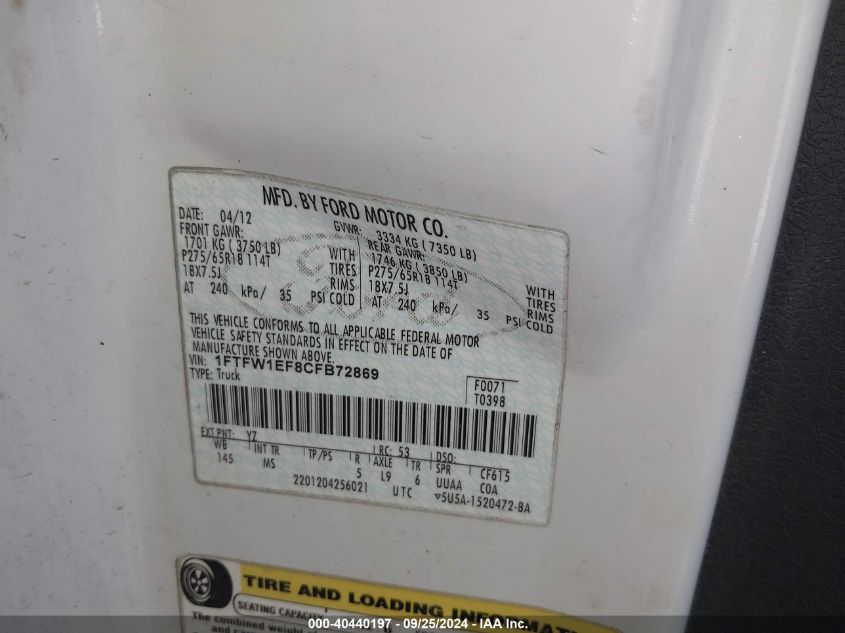 MFD. BY FORD MOTOR CO.
DATE: 04/12 GVWR: 3334 KG ( 7350 LB)
FRONT GAWR: REAR GAWR:
1701 KG ( 3750 LB) WITH 1746 KG ( 3850 LB) WITH
P275/65R18 114T TIRES P275/65R18 114T TIRES
18X7.5J RIMS 18X7.5J RIMS
AT 240 kPa/ 35 PSI COLD AT 240 kPa/ 35 PSI COLD
THIS VEHICLE CONFORMS TO ALL APPLICABLE FEDERAL MOTOR
VEHICLE SAFETY STANDARDS IN EFFECT ON THE DATE OF
MANUFACTURE SHOWN ABOVE.
VIN: 1FTFW1EF8CFB72869
TYPE: Truck
F0071
T0398
EXT PNT: YZ RC: 53 DSO:
WB INT TR TP/PS R AXLE TR SPR CF615
145 MS 5 L9 6 UUAA COA
2201204256021 UTC ▽5U5A-1520472-BA
TIRE AND LOADING INFORMATION
SEATING CAPACITY
The combined weight
000-40440197 - 09/25/2024 - IAA Inc.